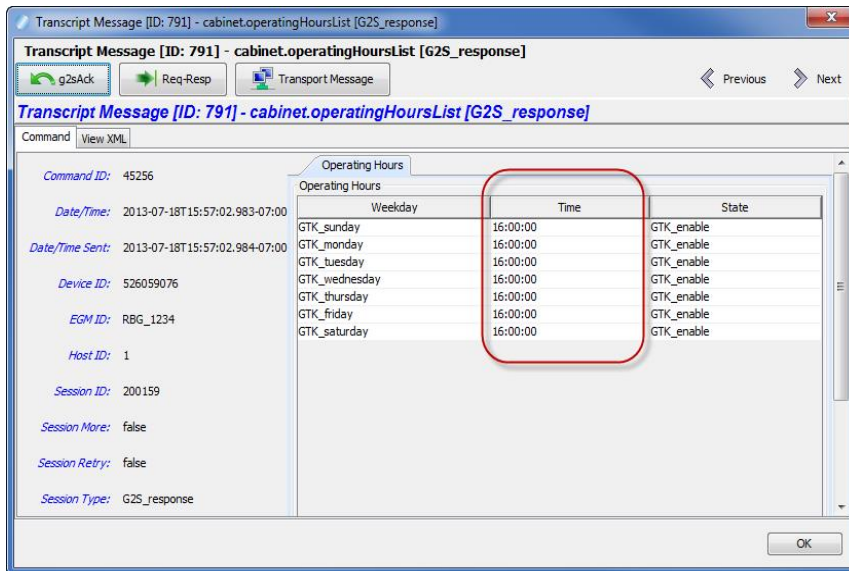 Transcript Message [ID: 791] - cabinet.operatingHoursList [G2S_response]
Transcript Message [ID: 791] - cabinet.operatingHoursList [G2S_response]
g2sAck Req-Resp Transport Message Previous Next
Transcript Message [ID: 791] - cabinet.operatingHoursList [G2S_response]
Command View XML
Command ID: 45256
Date/Time: 2013-07-18T15:57:02.983-07:00
Date/Time Sent: 2013-07-18T15:57:02.984-07:00
Device ID: 526059076
EGM ID: RBG_1234
Host ID: 1
Session ID: 200159
Session More: false
Session Retry: false
Session Type: G2S_response
Operating Hours
Operating Hours
Weekday Time State
GTK_sunday 16:00:00 GTK_enable
GTK_monday 16:00:00 GTK_enable
GTK_tuesday 16:00:00 GTK_enable
GTK_wednesday 16:00:00 GTK_enable
GTK_thursday 16:00:00 GTK_enable
GTK_friday 16:00:00 GTK_enable
GTK_saturday 16:00:00 GTK_enable
OK